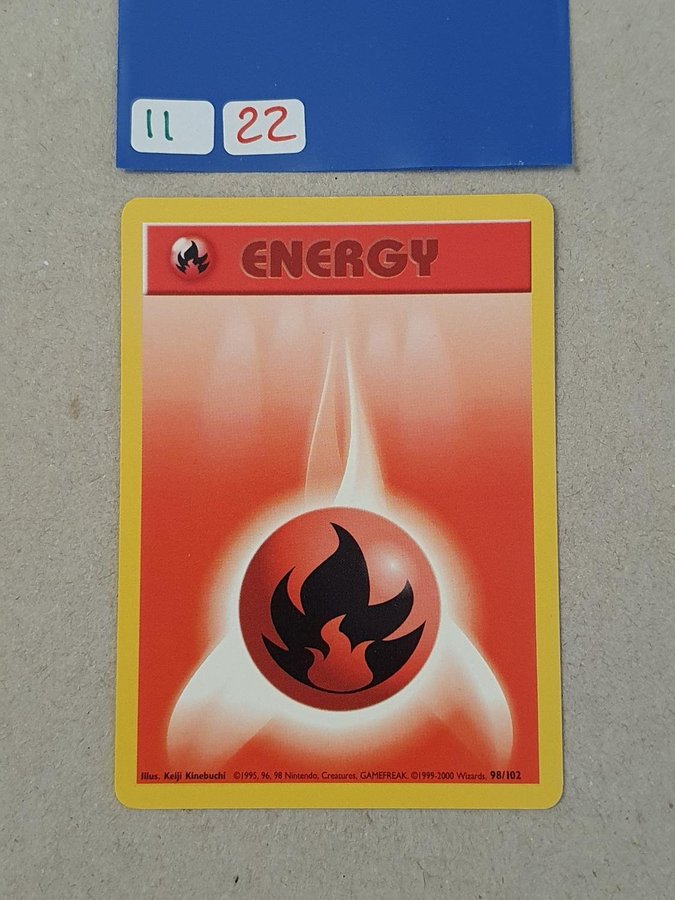 11 22
ENERGY
Illus. Keiji Kinebuchi ©1995, 96, 98 Nintendo, Creatures, GAMEFREAK. ©1999-2000 Wizards. 98/102